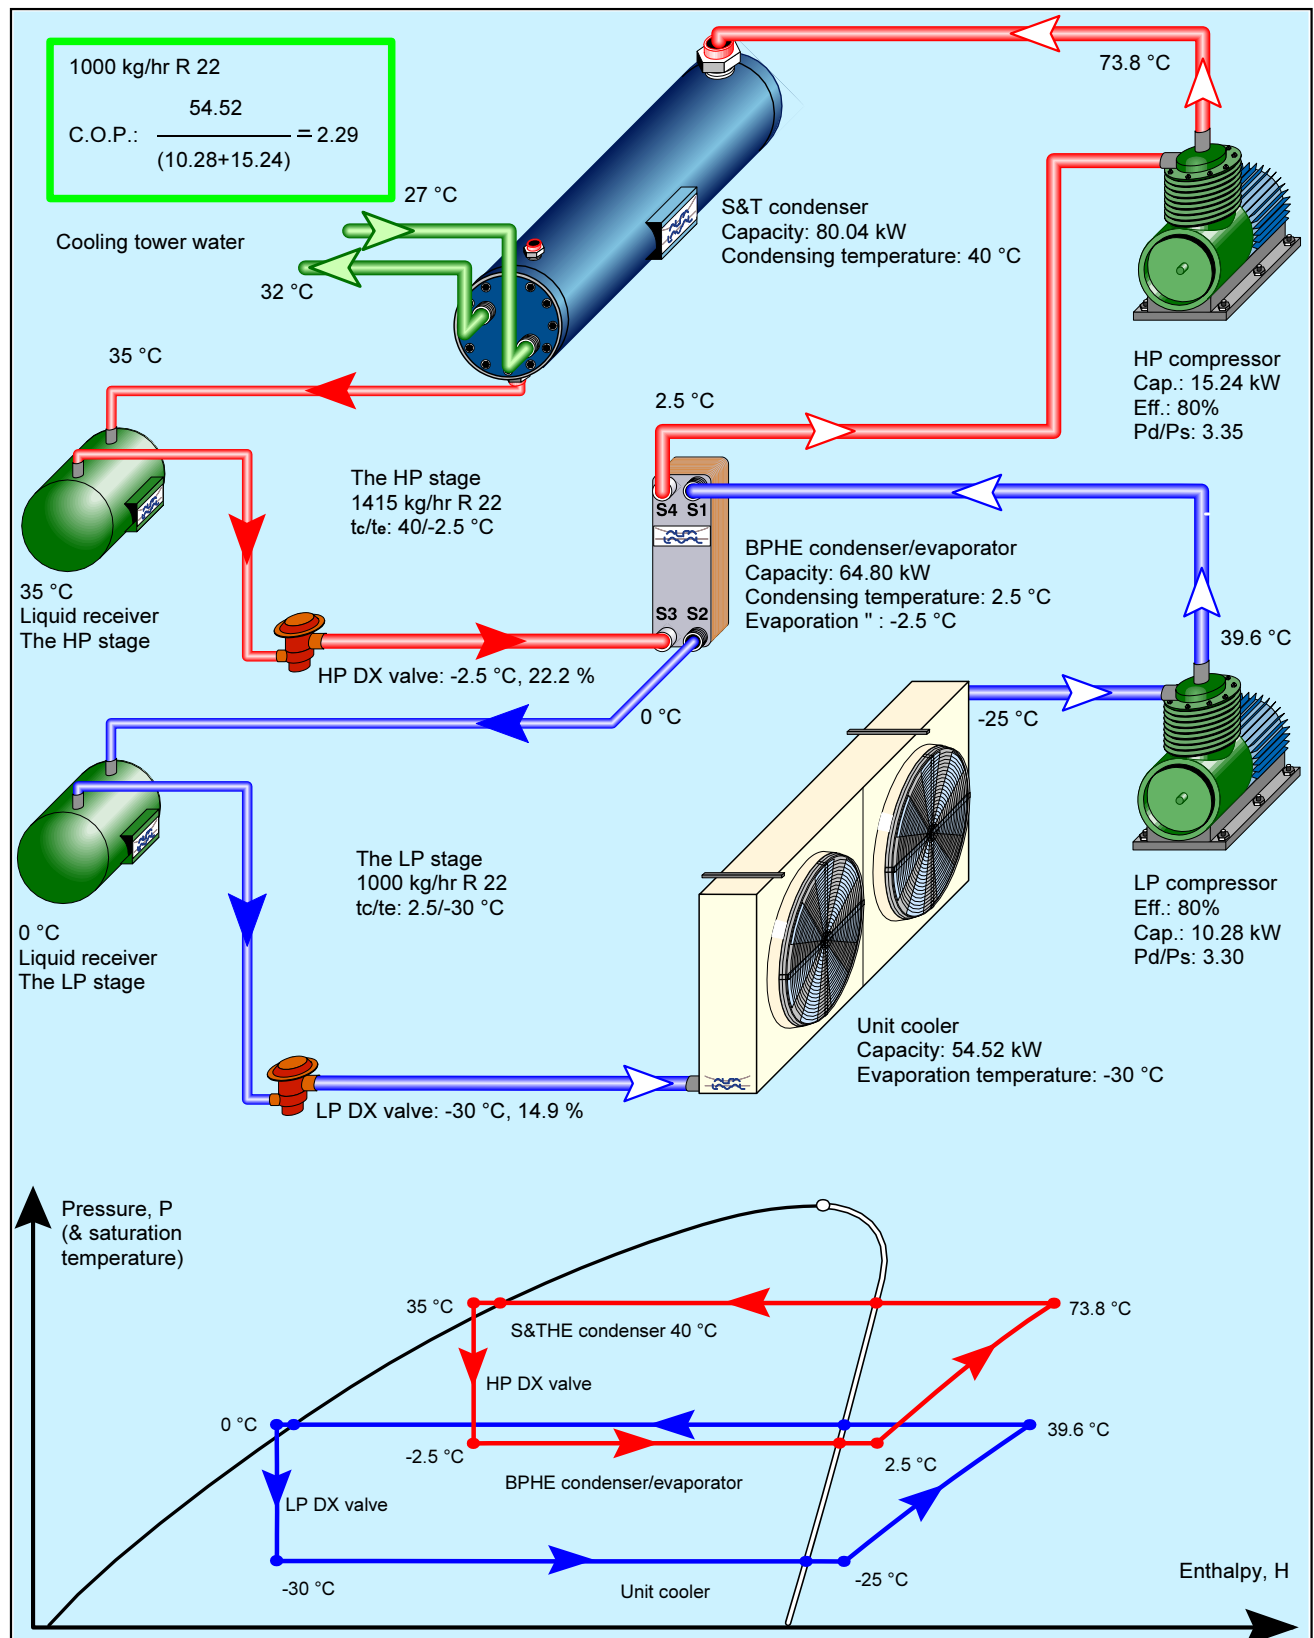 1000 kg/hr R 22
54.52
C.O.P.: = 2.29
(10.28+15.24)
73.8 °C
27 °C
Cooling tower water
32 °C
S&T condenser
Capacity: 80.04 kW
Condensing temperature: 40 °C
35 °C
HP compressor
Cap.: 15.24 kW
Eff.: 80%
Pd/Ps: 3.35
2.5 °C
The HP stage
1415 kg/hr R 22
tc/te: 40/-2.5 °C
S4 S1
S3 S2
BPHE condenser/evaporator
Capacity: 64.80 kW
Condensing temperature: 2.5 °C
Evaporation " : -2.5 °C
35 °C
Liquid receiver
The HP stage
39.6 °C
HP DX valve: -2.5 °C, 22.2 %
0 °C
-25 °C
The LP stage
1000 kg/hr R 22
tc/te: 2.5/-30 °C
LP compressor
Eff.: 80%
Cap.: 10.28 kW
Pd/Ps: 3.30
0 °C
Liquid receiver
The LP stage
Unit cooler
Capacity: 54.52 kW
Evaporation temperature: -30 °C
LP DX valve: -30 °C, 14.9 %
Pressure, P
(& saturation
temperature)
35 °C
73.8 °C
S&THE condenser 40 °C
HP DX valve
0 °C
39.6 °C
-2.5 °C
2.5 °C
BPHE condenser/evaporator
LP DX valve
-30 °C
Unit cooler
-25 °C
Enthalpy, H